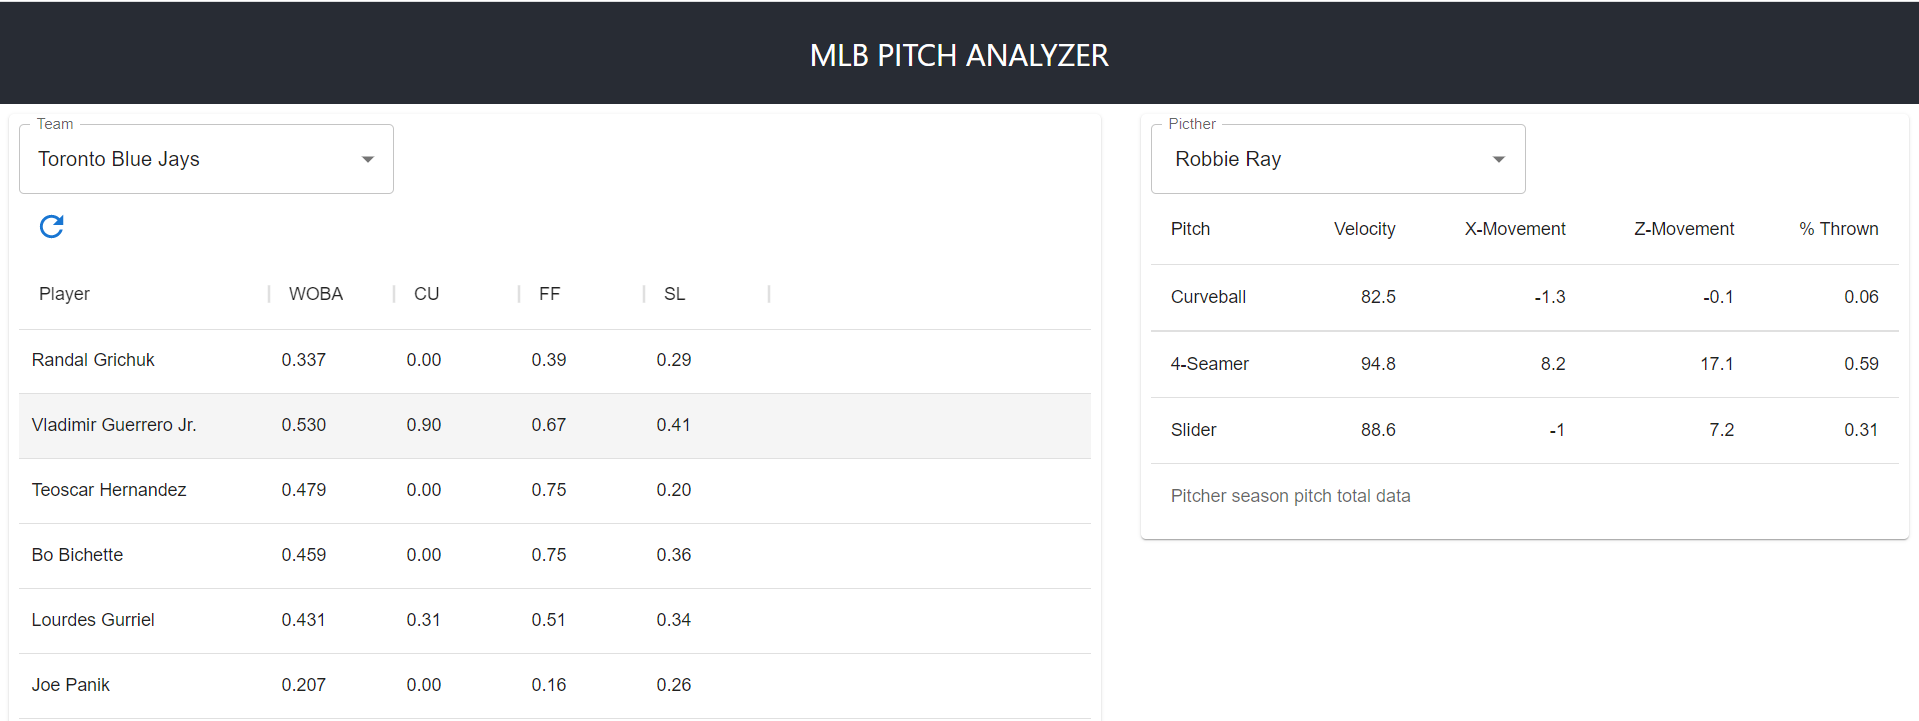 MLB PITCH ANALYZER
Team
Toronto Blue Jays
Player WOBA CU FF SL
Randal Grichuk 0.337 0.00 0.39 0.29
Vladimir Guerrero Jr. 0.530 0.90 0.67 0.41
Teoscar Hernandez 0.479 0.00 0.75 0.20
Bo Bichette 0.459 0.00 0.75 0.36
Lourdes Gurriel 0.431 0.31 0.51 0.34
Joe Panik 0.207 0.00 0.16 0.26
Picther
Robbie Ray
Pitch Velocity X-Movement Z-Movement % Thrown
Curveball 82.5 -1.3 -0.1 0.06
4-Seamer 94.8 8.2 17.1 0.59
Slider 88.6 -1 7.2 0.31
Pitcher season pitch total data